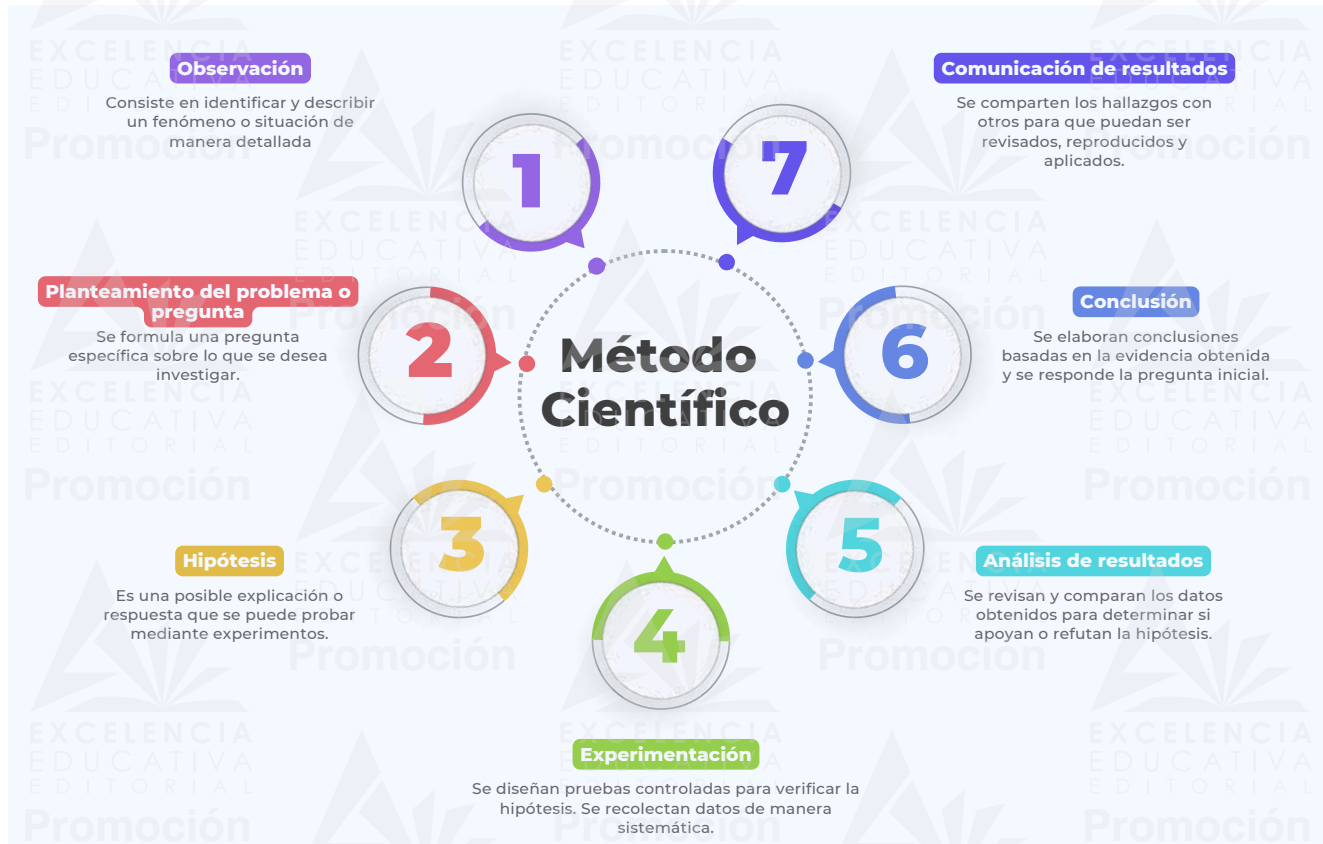 Método
Científico
1
Observación
Consiste en identificar y describir
un fenómeno o situación de
manera detallada
2
Planteamiento del problema o
pregunta
Se formula una pregunta
específica sobre lo que se desea
investigar.
3
Hipótesis
Es una posible explicación o
respuesta que se puede probar
mediante experimentos.
4
Experimentación
Se diseñan pruebas controladas para verificar la
hipótesis. Se recolectan datos de manera
sistemática.
5
Análisis de resultados
Se revisan y comparan los datos
obtenidos para determinar si
apoyan o refutan la hipótesis.
6
Conclusión
Se elaboran conclusiones
basadas en la evidencia obtenida
y se responde la pregunta inicial.
7
Comunicación de resultados
Se comparten los hallazgos con
otros para que puedan ser
revisados, reproducidos y
aplicados.
EXCELENCIA
EDUCATIVA
EDITORIAL
Promoción